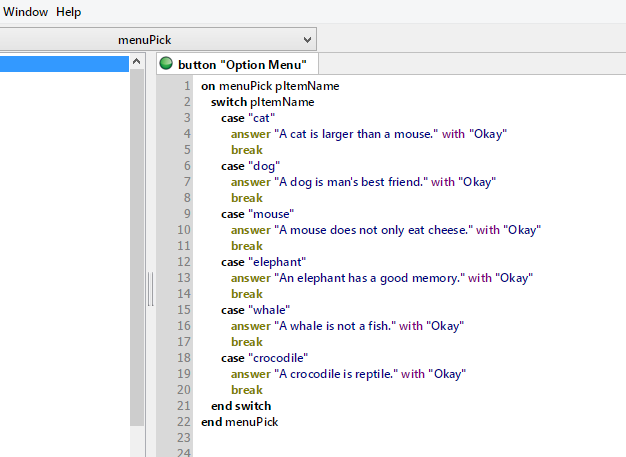 Window Help
menuPick
button "Option Menu"
1 on menuPick pItemName
2 switch pItemName
3 case "cat"
4 answer "A cat is larger than a mouse." with "Okay"
5 break
6 case "dog"
7 answer "A dog is man's best friend." with "Okay"
8 break
9 case "mouse"
10 answer "A mouse does not only eat cheese." with "Okay"
11 break
12 case "elephant"
13 answer "An elephant has a good memory." with "Okay"
14 break
15 case "whale"
16 answer "A whale is not a fish." with "Okay"
17 break
18 case "crocodile"
19 answer "A crocodile is reptile." with "Okay"
20 break
21 end switch
22 end menuPick
23
24